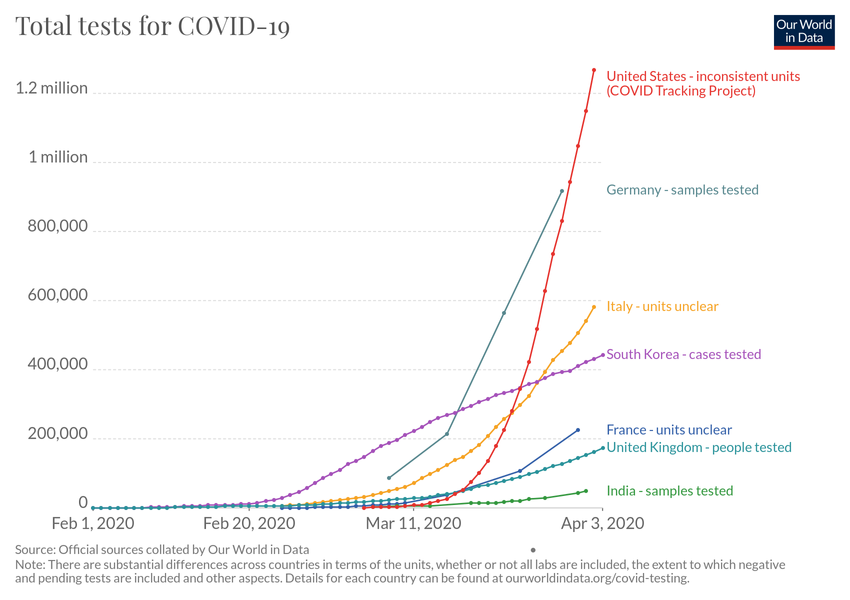 Total tests for COVID-19
Our World
in Data
1.2 million
1 million
800,000
600,000
400,000
200,000
0
United States - inconsistent units
(COVID Tracking Project)
Germany - samples tested
Italy - units unclear
South Korea - cases tested
France - units unclear
United Kingdom - people tested
India - samples tested
Feb 1, 2020
Feb 20, 2020
Mar 11, 2020
Apr 3, 2020
Source: Official sources collated by Our World in Data
Note: There are substantial differences across countries in terms of the units, whether or not all labs are included, the extent to which negative
and pending tests are included and other aspects. Details for each country can be found at ourworldindata.org/covid-testing.